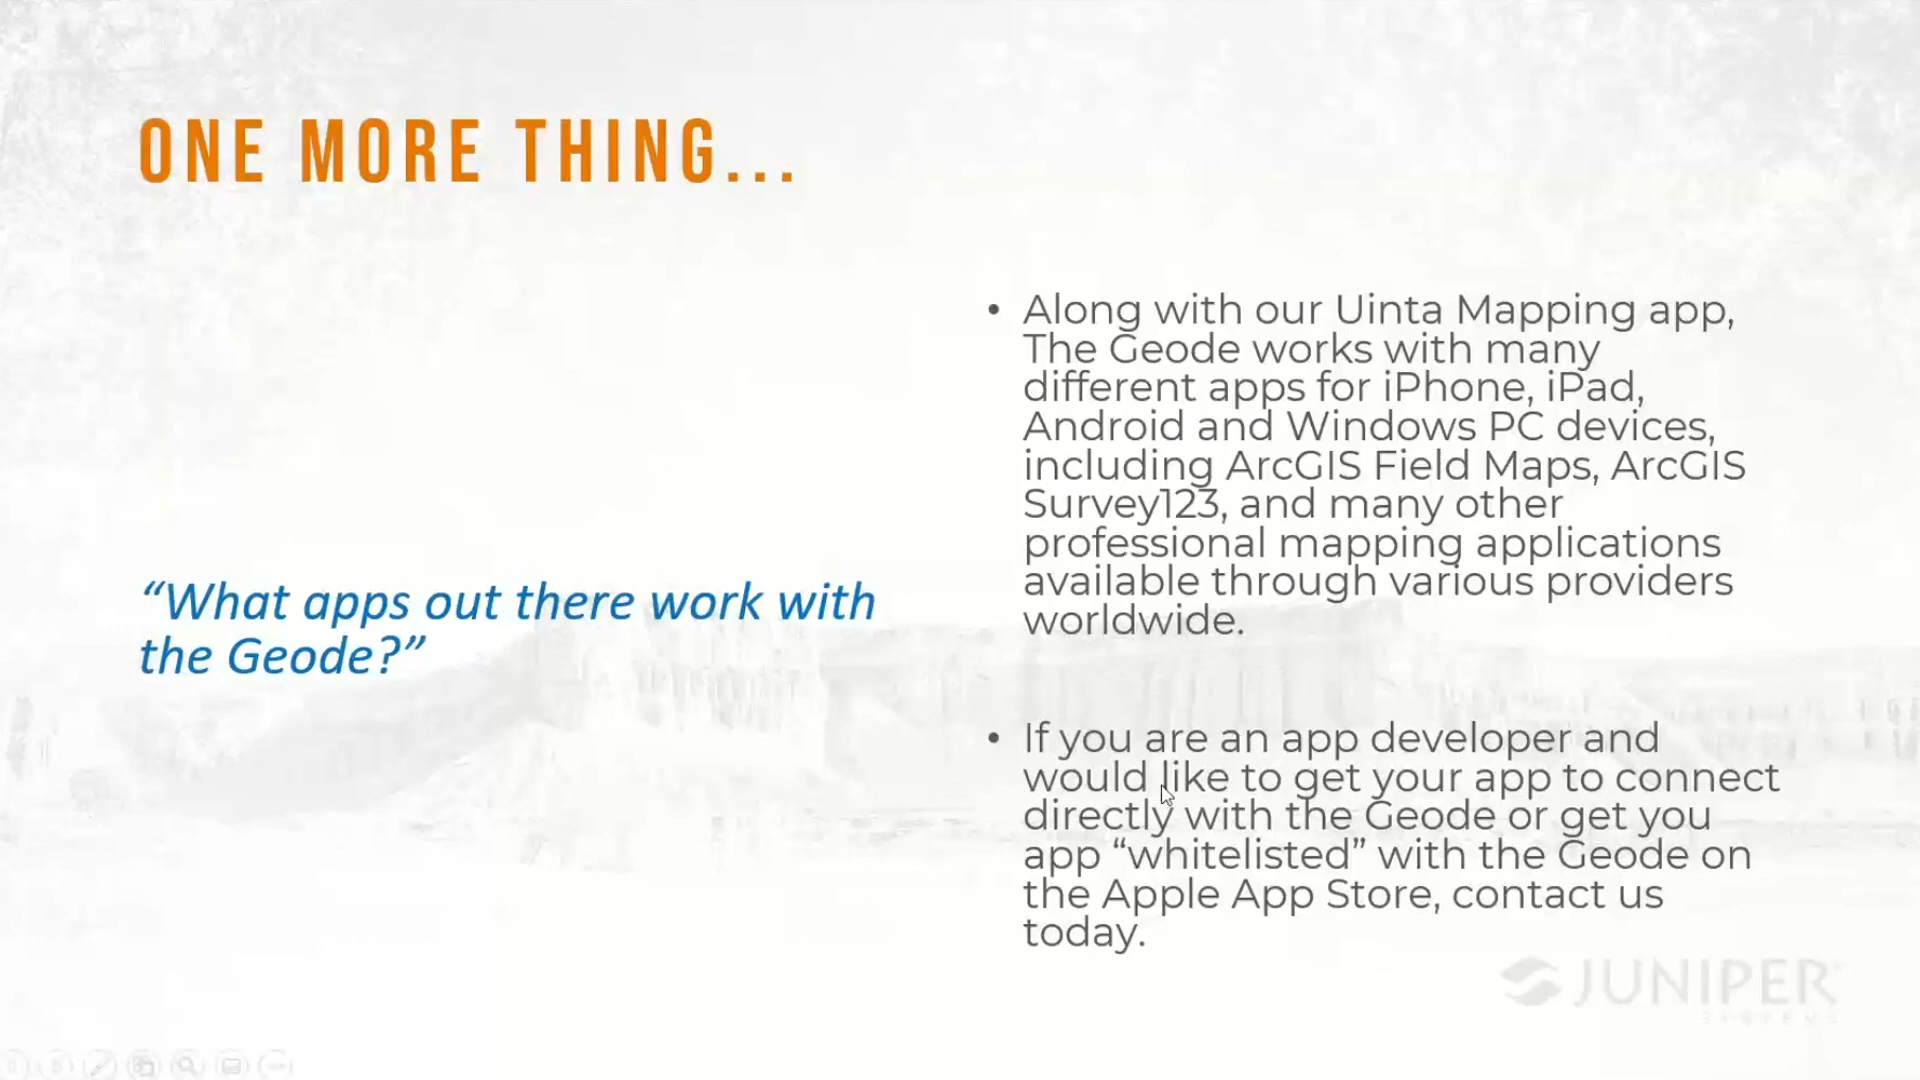 ONE MORE THING...
“What apps out there work with
the Geode?”
• Along with our Uinta Mapping app,
The Geode works with many
different apps for iPhone, iPad,
Android and Windows PC devices,
including ArcGIS Field Maps, ArcGIS
Survey123, and many other
professional mapping applications
available through various providers
worldwide.
• If you are an app developer and
would like to get your app to connect
directly with the Geode or get you
app “whitelisted” with the Geode on
the Apple App Store, contact us
today.
JUNIPER
SYSTEMS